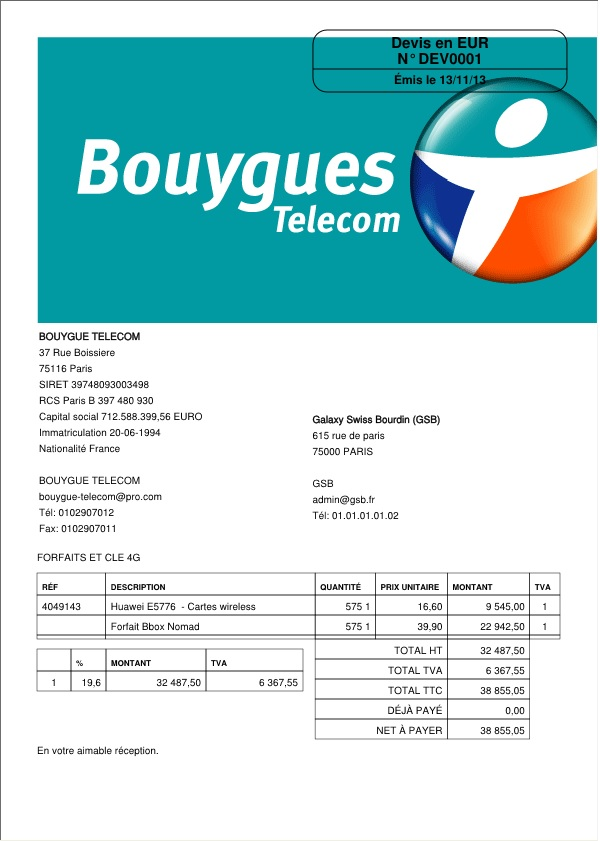 Devis en EUR
N° DEV0001
Émis le 13/11/13
Bouygues
Telecom
BOUYGUE TELECOM
37 Rue Boissiere
75116 Paris
SIRET 39748093003498
RCS Paris B 397 480 930
Capital social 712.588.399,56 EURO
Immatriculation 20-06-1994
Nationalité France
Galaxy Swiss Bourdin (GSB)
615 rue de paris
75000 PARIS
BOUYGUE TELECOM
bouygue-telecom@pro.com
Tél: 0102907012
Fax: 0102907011
GSB
admin@gsb.fr
Tél: 01.01.01.01.02
FORFAITS ET CLE 4G
RÉF DESCRIPTION QUANTITÉ PRIX UNITAIRE MONTANT TVA
4049143 Huawei E5776 - Cartes wireless 575 1 16,60 9 545,00 1
Forfait Bbox Nomad 575 1 39,90 22 942,50 1
% MONTANT TVA
1 19,6 32 487,50 6 367,55
TOTAL HT 32 487,50
TOTAL TVA 6 367,55
TOTAL TTC 38 855,05
DÉJÀ PAYÉ 0,00
NET À PAYER 38 855,05
En votre aimable réception.